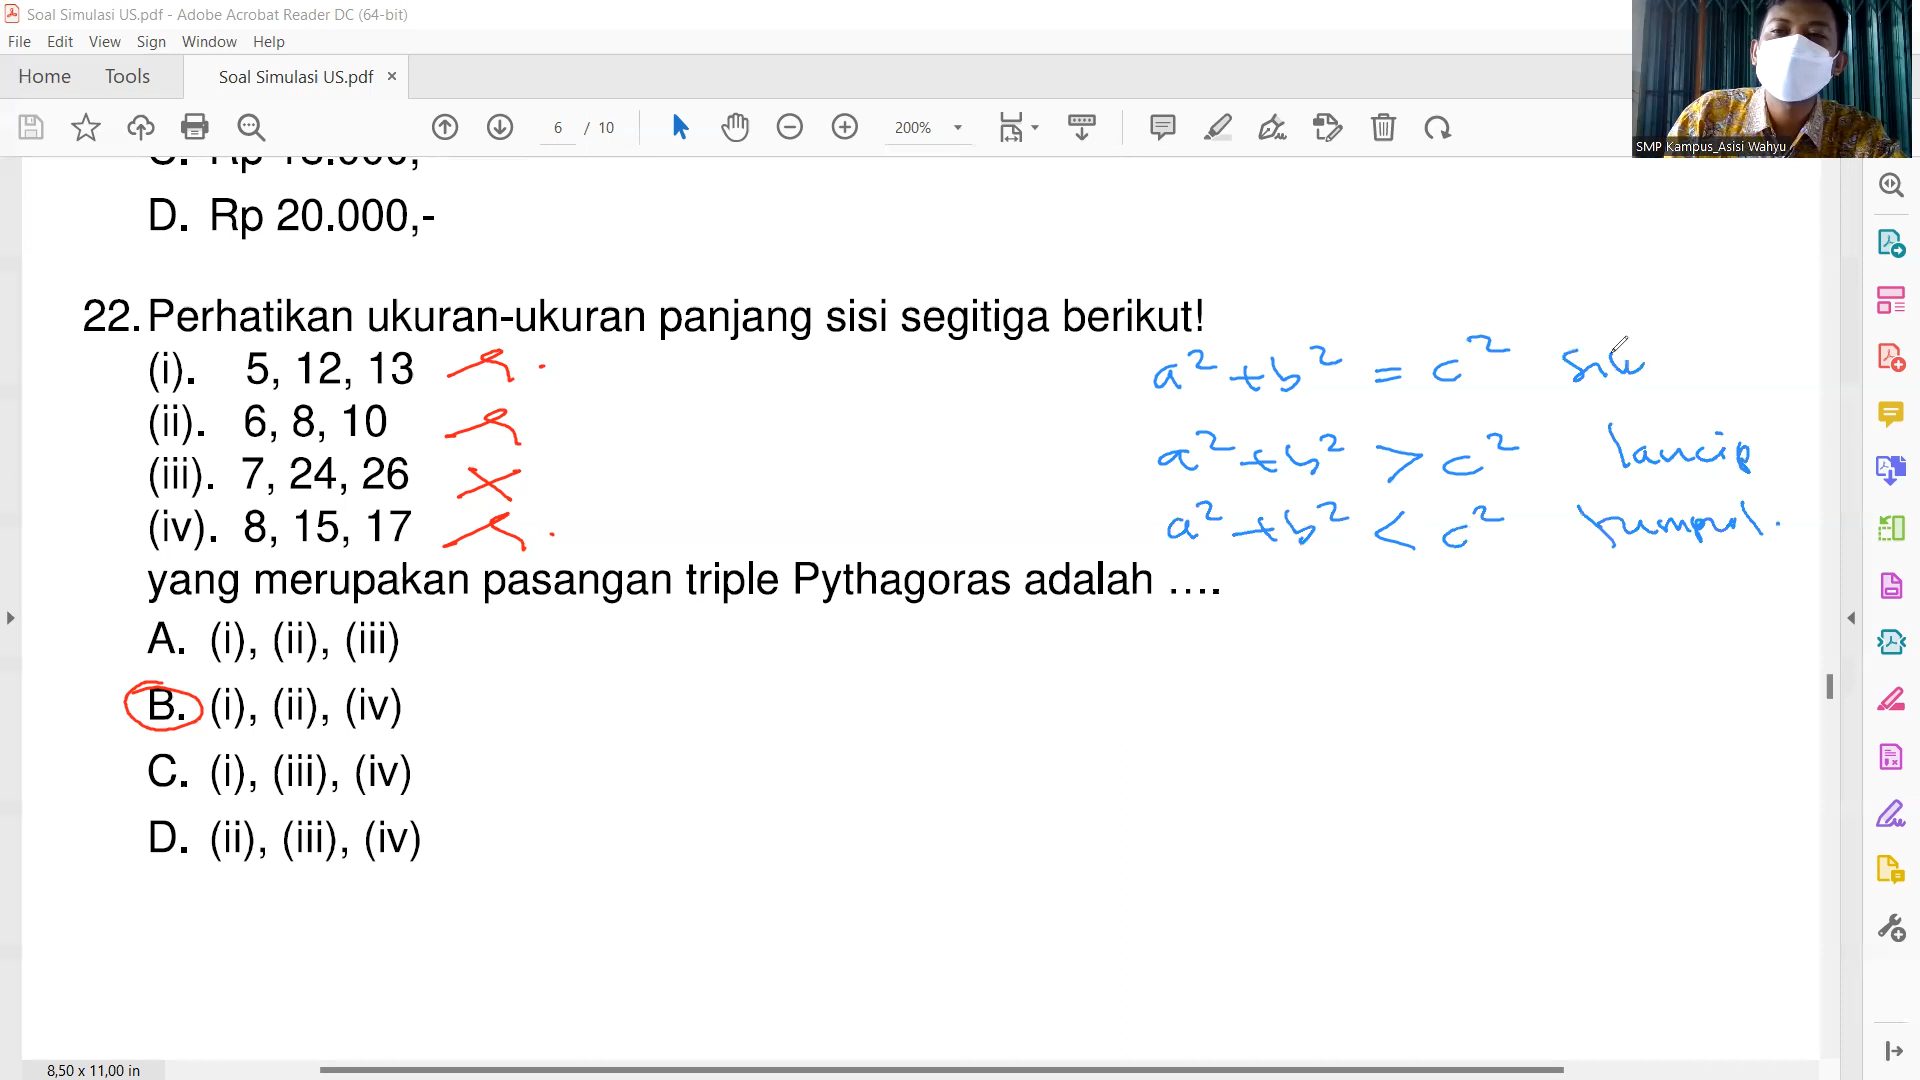 Soal Simulasi US.pdf - Adobe Acrobat Reader DC (64-bit)
File Edit View Sign Window Help
Home Tools Soal Simulasi US.pdf ×
6 / 10 200%
SMP Kampus_Asisi Wahyu
D. Rp 20.000,-
22. Perhatikan ukuran-ukuran panjang sisi segitiga berikut!
(i). 5, 12, 13
(ii). 6, 8, 10
(iii). 7, 24, 26
(iv). 8, 15, 17
a² + b² = c² siku
a² + b² > c² lancip
a² + b² < c² tumpul.
yang merupakan pasangan triple Pythagoras adalah ....
A. (i), (ii), (iii)
B. (i), (ii), (iv)
C. (i), (iii), (iv)
D. (ii), (iii), (iv)
8,50 x 11,00 in